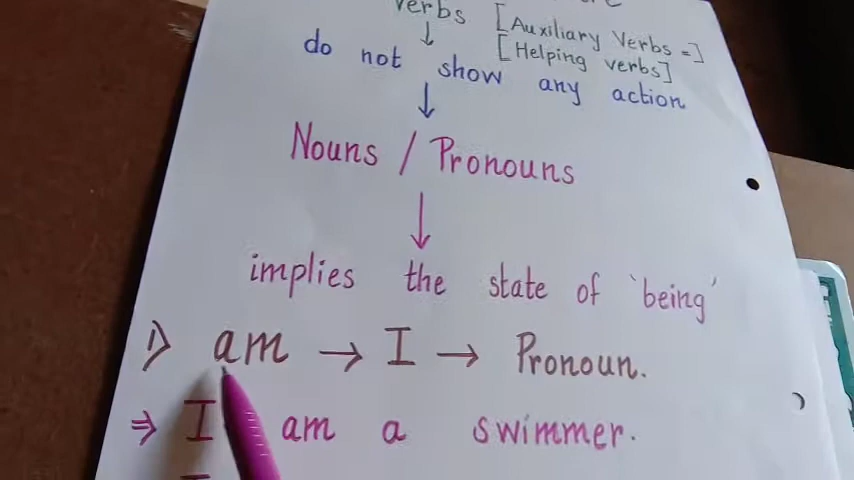 verbs [Auxiliary Verbs =]
[Helping verbs]
do not show any action
Nouns / Pronouns
implies the state of 'being'
1) am → I → Pronoun.
⇒ I am a swimmer.